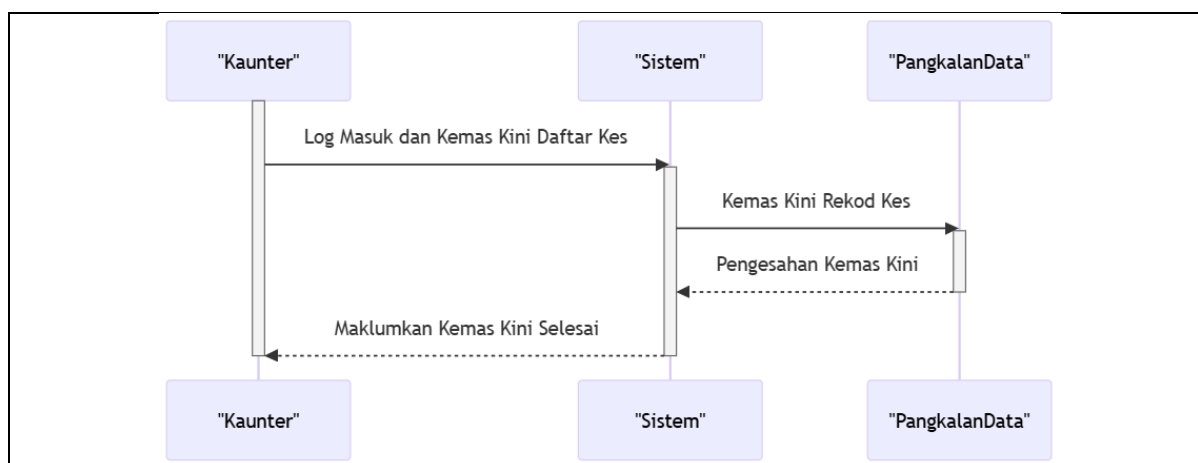 "Kaunter"
"Sistem"
"PangkalanData"
Log Masuk dan Kemas Kini Daftar Kes
Kemas Kini Rekod Kes
Pengesahan Kemas Kini
Maklumkan Kemas Kini Selesai
"Kaunter"
"Sistem"
"PangkalanData"